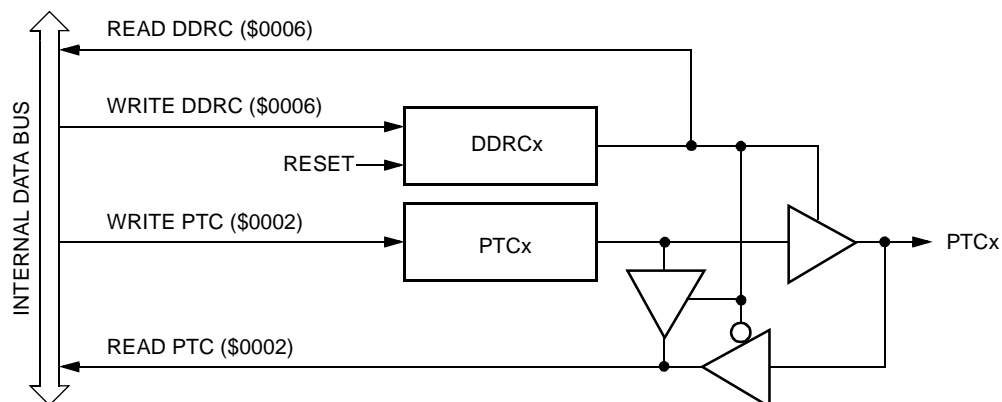 READ DDRC ($0006)
WRITE DDRC ($0006)
DDRCx
RESET
WRITE PTC ($0002)
PTCx
PTCx
READ PTC ($0002)
INTERNAL DATA BUS